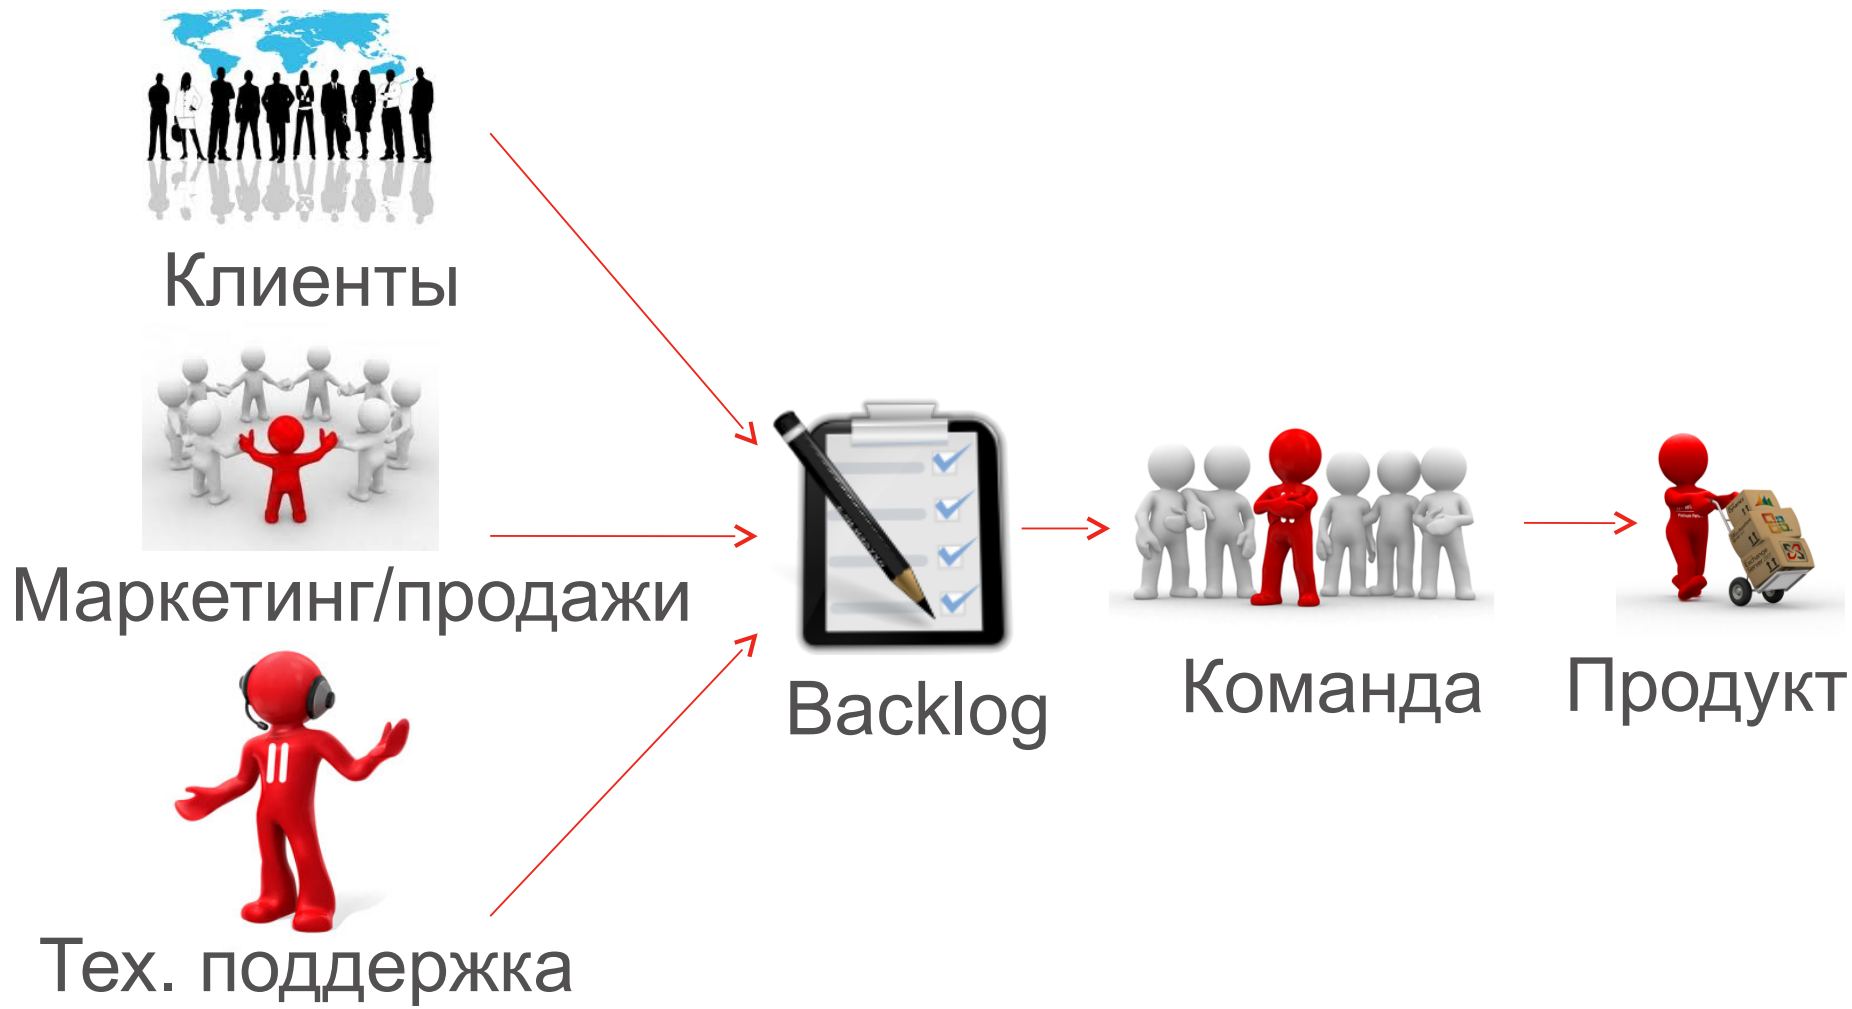 Клиенты
Маркетинг/продажи
Тех. поддержка
Backlog
Команда
Продукт